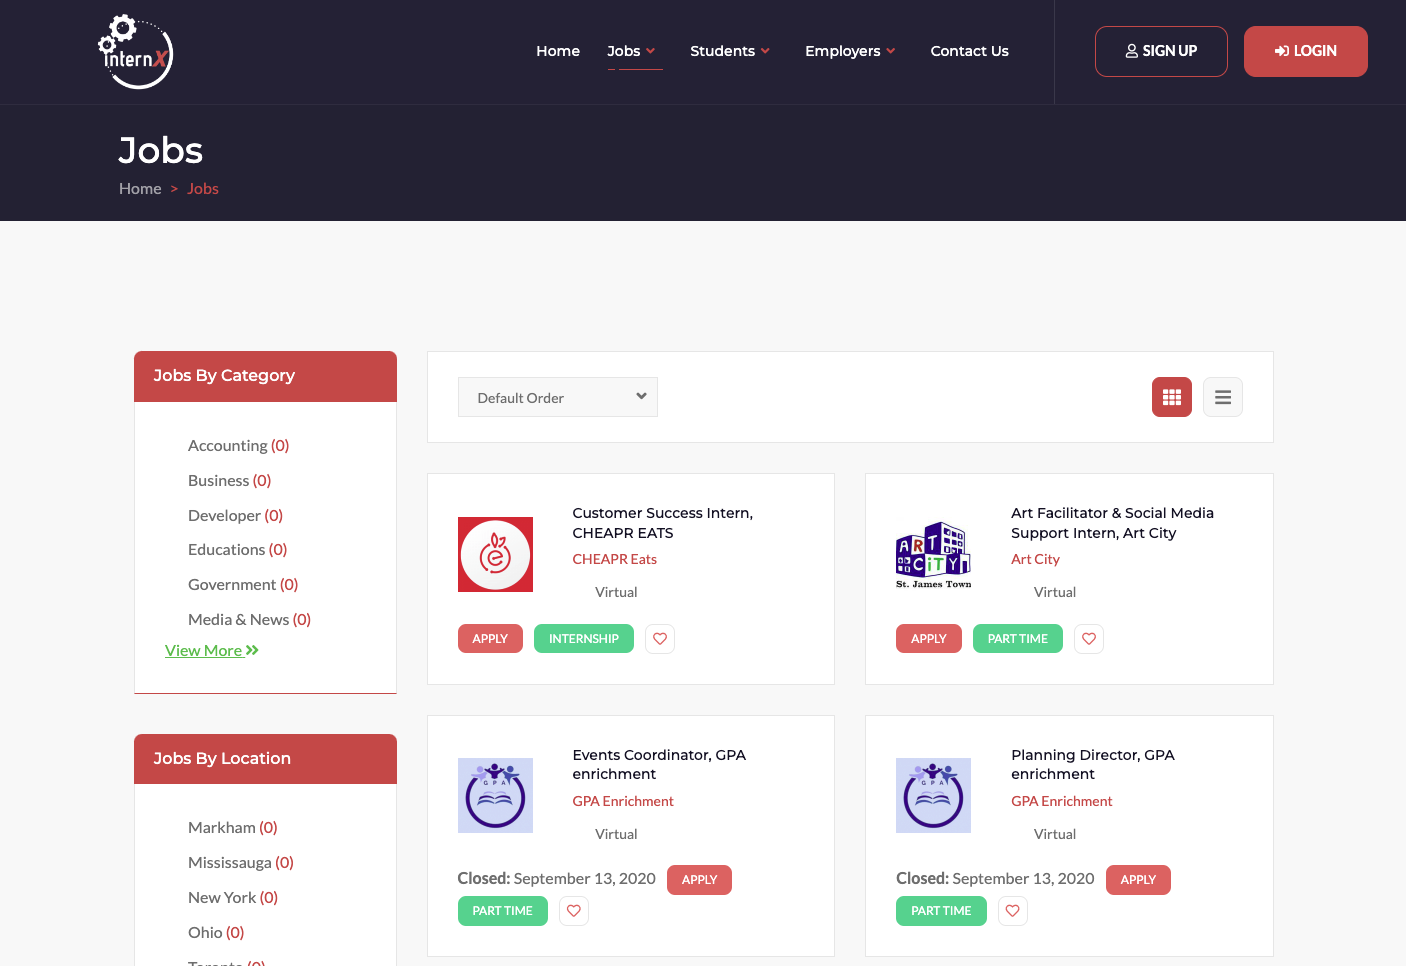 internX
Home
Jobs
Students
Employers
Contact Us
SIGN UP
LOGIN
Jobs
Home > Jobs
Jobs By Category
Accounting (0)
Business (0)
Developer (0)
Educations (0)
Government (0)
Media & News (0)
View More
Jobs By Location
Markham (0)
Mississauga (0)
New York (0)
Ohio (0)
Default Order
Customer Success Intern,
CHEAPR EATS
CHEAPR Eats
Virtual
APPLY
INTERNSHIP
ART
CiTY
St. James Town
Art Facilitator & Social Media
Support Intern, Art City
Art City
Virtual
APPLY
PART TIME
GPA
Events Coordinator, GPA
enrichment
GPA Enrichment
Virtual
Closed: September 13, 2020
APPLY
PART TIME
GPA
Planning Director, GPA
enrichment
GPA Enrichment
Virtual
Closed: September 13, 2020
APPLY
PART TIME